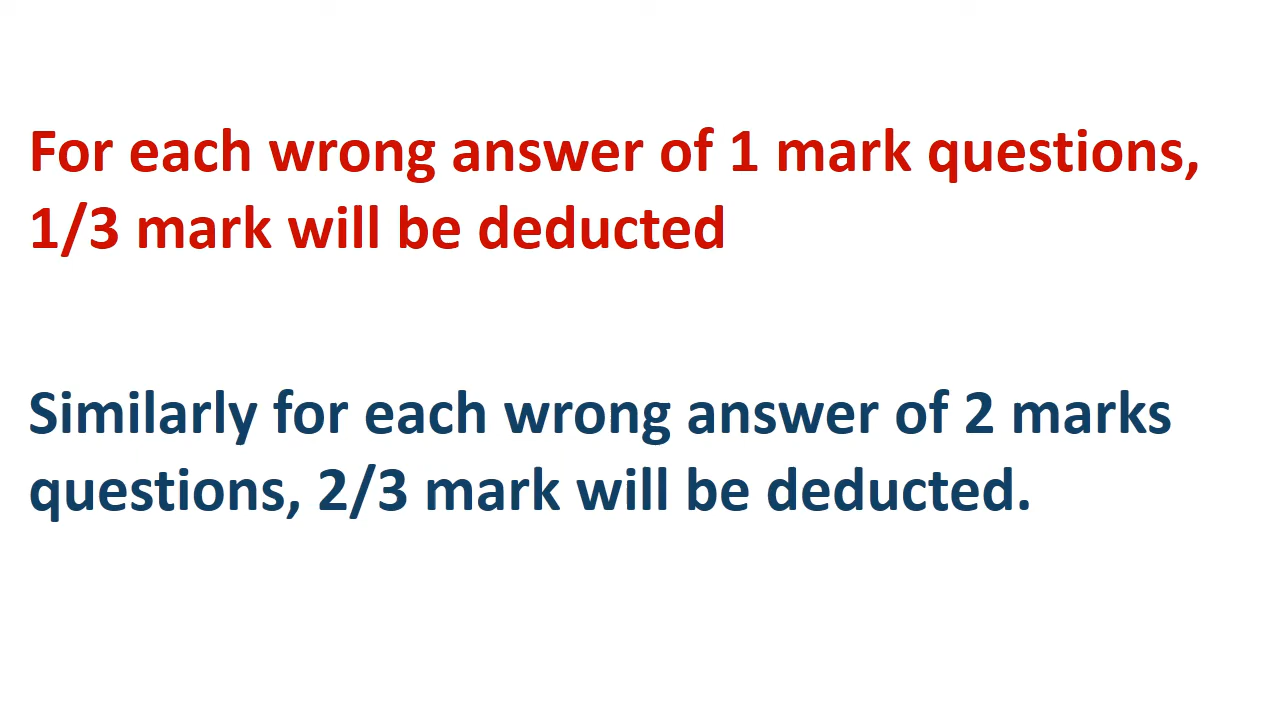 For each wrong answer of 1 mark questions,
1/3 mark will be deducted
Similarly for each wrong answer of 2 marks
questions, 2/3 mark will be deducted.